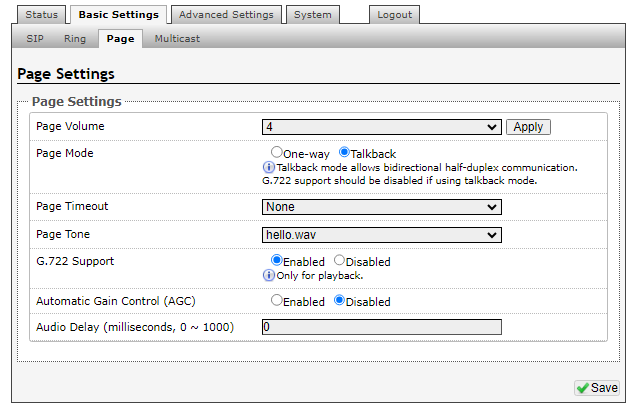 Status Basic Settings Advanced Settings System Logout
SIP Ring Page Multicast
Page Settings
Page Settings
Page Volume 4 Apply
Page Mode One-way Talkback
Talkback mode allows bidirectional half-duplex communication.
G.722 support should be disabled if using talkback mode.
Page Timeout None
Page Tone hello.wav
G.722 Support Enabled Disabled
Only for playback.
Automatic Gain Control (AGC) Enabled Disabled
Audio Delay (milliseconds, 0 ~ 1000) 0
Save